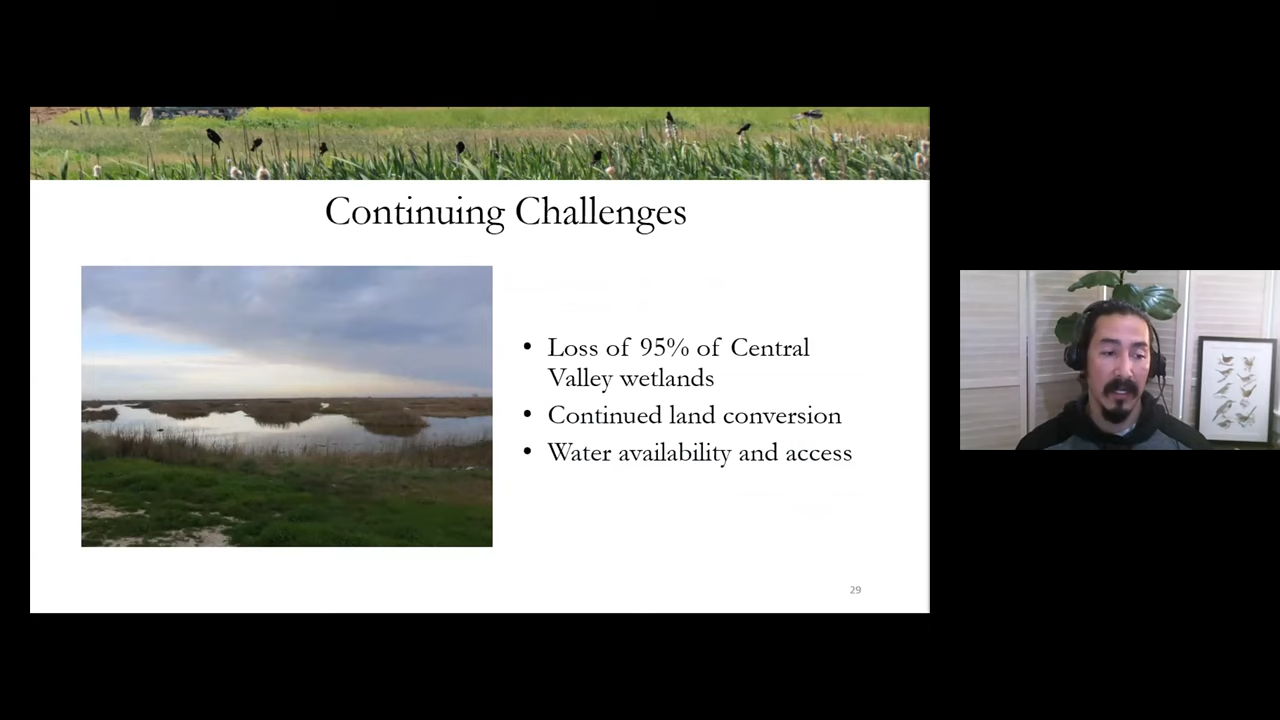 Continuing Challenges
• Loss of 95% of Central
Valley wetlands
• Continued land conversion
• Water availability and access
29